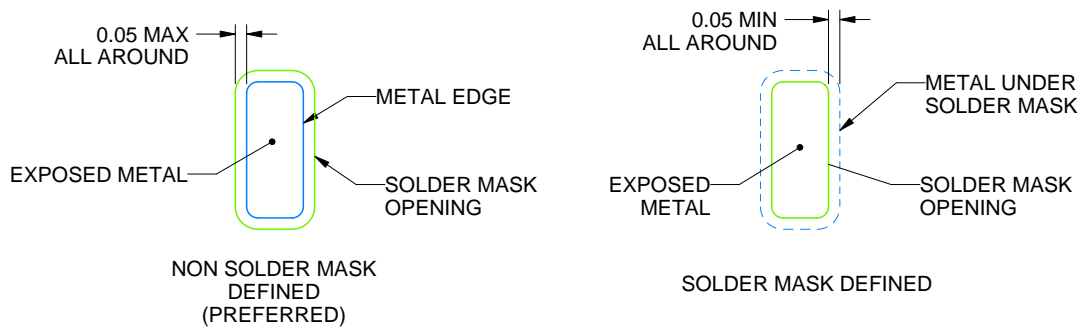 0.05 MAX
ALL AROUND
METAL EDGE
EXPOSED METAL
SOLDER MASK
OPENING
NON SOLDER MASK
DEFINED
(PREFERRED)
0.05 MIN
ALL AROUND
METAL UNDER
SOLDER MASK
EXPOSED
METAL
SOLDER MASK
OPENING
SOLDER MASK DEFINED